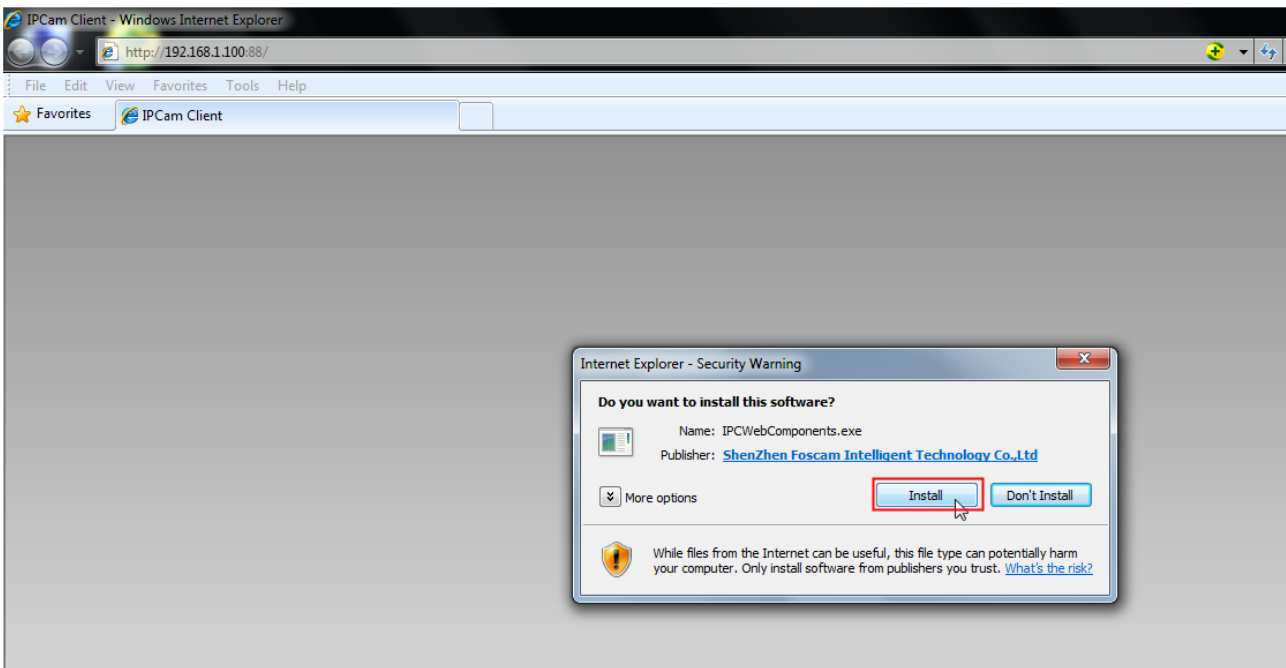 IPCam Client - Windows Internet Explorer
http://192.168.1.100:88/
File Edit View Favorites Tools Help
Favorites IPCam Client
Internet Explorer - Security Warning
Do you want to install this software?
Name: IPCWebComponents.exe
Publisher: ShenZhen Foscam Intelligent Technology Co.,Ltd
More options Install Don't Install
While files from the Internet can be useful, this file type can potentially harm
your computer. Only install software from publishers you trust. What's the risk?